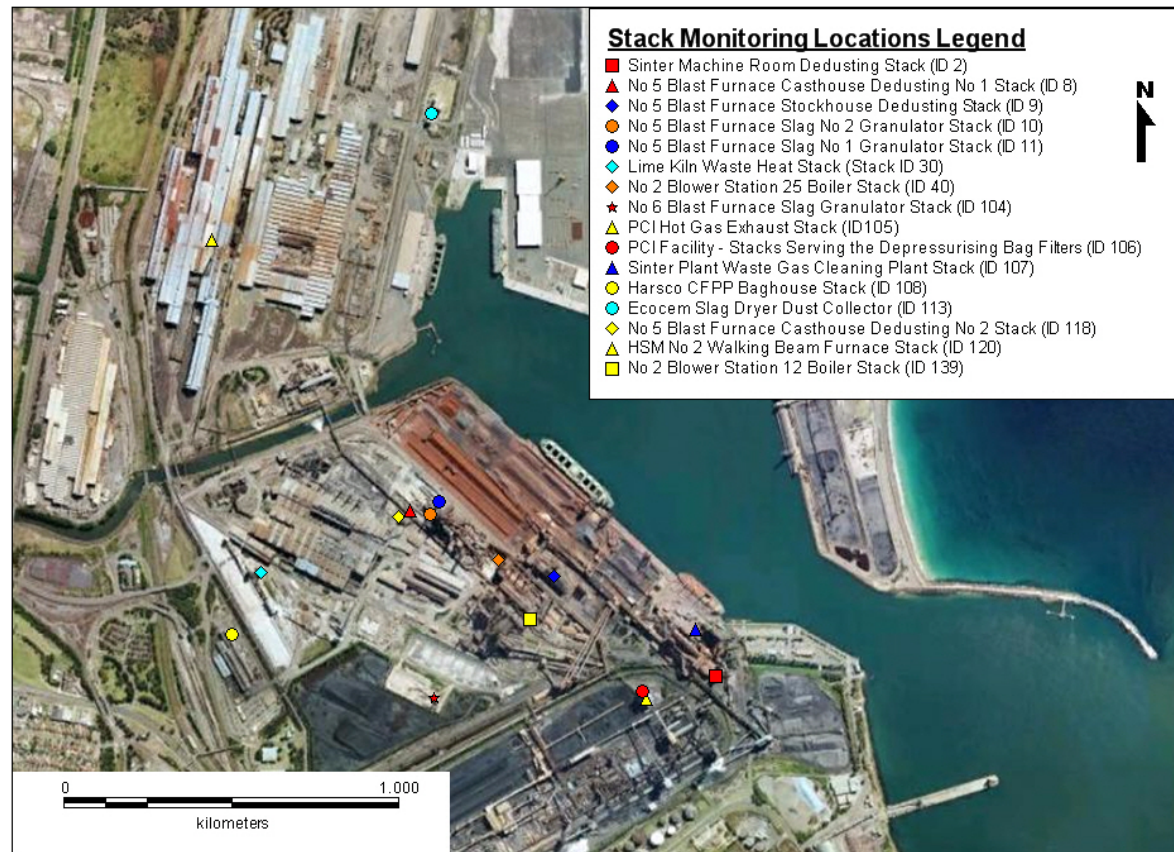 Stack Monitoring Locations Legend
Sinter Machine Room Dedusting Stack (ID 2)
No 5 Blast Furnace Casthouse Dedusting No 1 Stack (ID 8)
No 5 Blast Furnace Stockhouse Dedusting Stack (ID 9)
No 5 Blast Furnace Slag No 2 Granulator Stack (ID 10)
No 5 Blast Furnace Slag No 1 Granulator Stack (ID 11)
Lime Kiln Waste Heat Stack (Stack ID 30)
No 2 Blower Station 25 Boiler Stack (ID 40)
No 6 Blast Furnace Slag Granulator Stack (ID 104)
PCI Hot Gas Exhaust Stack (ID105)
PCI Facility - Stacks Serving the Depressurising Bag Filters (ID 106)
Sinter Plant Waste Gas Cleaning Plant Stack (ID 107)
Harsco CFPP Baghouse Stack (ID 108)
Ecocem Slag Dryer Dust Collector (ID 113)
No 5 Blast Furnace Casthouse Dedusting No 2 Stack (ID 118)
HSM No 2 Walking Beam Furnace Stack (ID 120)
No 2 Blower Station 12 Boiler Stack (ID 139)
N
0 1.000
kilometers